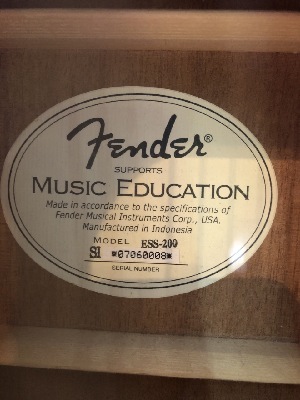 Fender®
SUPPORTS
MUSIC EDUCATION
Made in accordance to the specifications of
Fender Musical Instruments Corp., USA.
Manufactured in Indonesia
MODEL ESS-200
SI *07060008*
SERIAL NUMBER